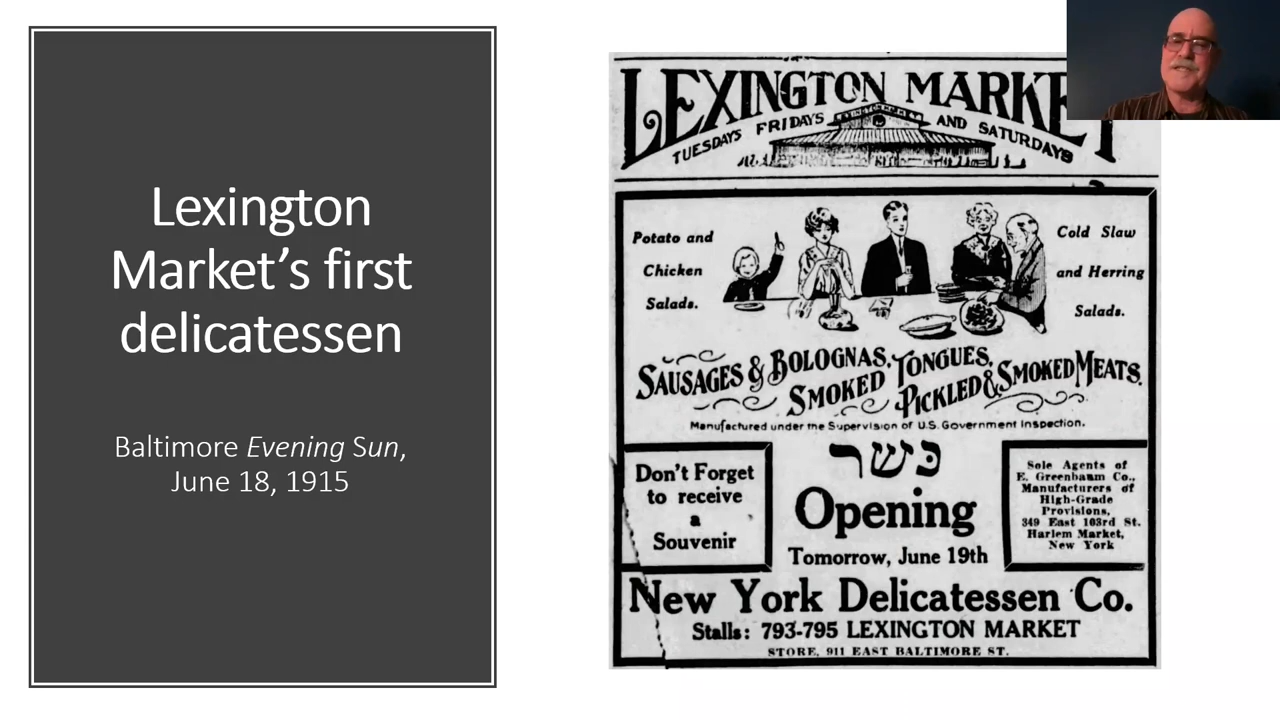 Lexington
Market’s first
delicatessen
Baltimore Evening Sun,
June 18, 1915
LEXINGTON MARKET
TUESDAYS FRIDAYS AND SATURDAYS
Potato and
Chicken
Salads.
Cold Slaw
and Herring
Salads.
SAUSAGES & BOLOGNAS, TONGUES,
SMOKED PICKLED & SMOKED MEATS.
Manufactured under the Supervision of U.S. Government Inspection.
Don't Forget
to receive
a
Souvenir
כשר
Opening
Tomorrow, June 19th
Sole Agents of
E. Greenbaum Co.,
Manufacturers of
High-Grade
Provisions,
349 East 103rd St.
Harlem Market,
New York
New York Delicatessen Co.
Stalls: 793-795 LEXINGTON MARKET
STORE, 911 EAST BALTIMORE ST.